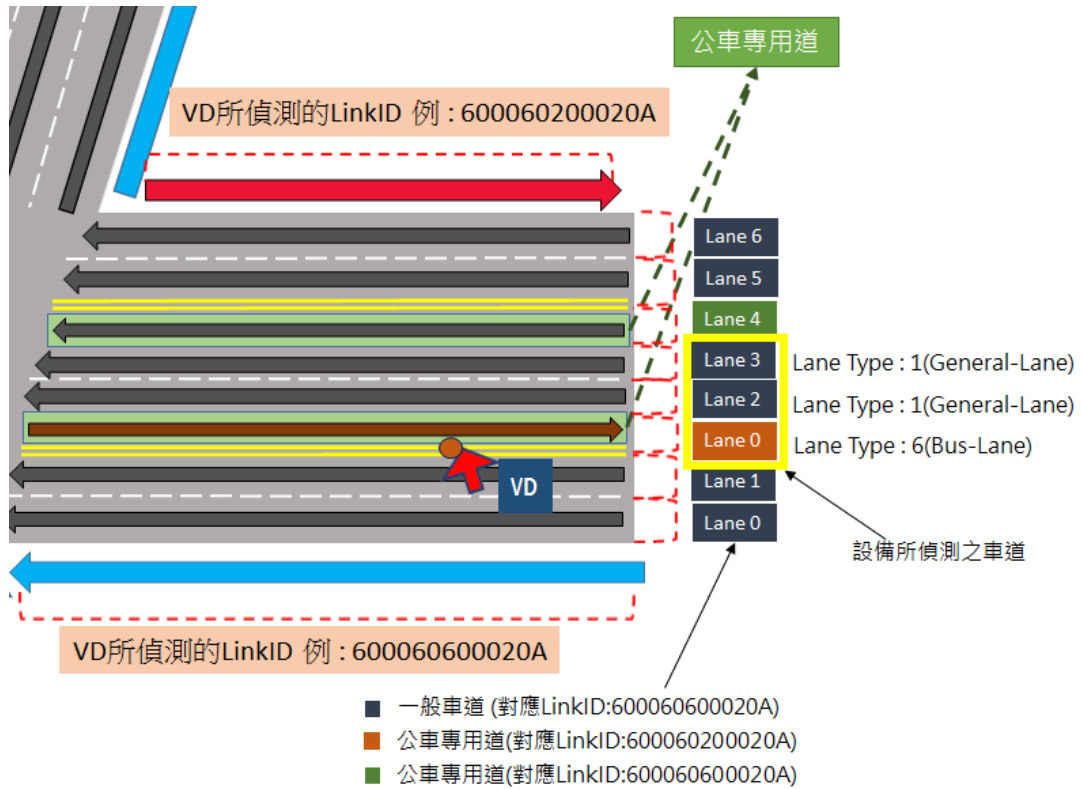 公車專用道
VD所偵測的LinkID 例 : 600060200020A
Lane 6
Lane 5
Lane 4
Lane 3
Lane Type : 1(General-Lane)
Lane 2
Lane Type : 1(General-Lane)
Lane 0
Lane Type : 6(Bus-Lane)
VD
Lane 1
Lane 0
設備所偵測之車道
VD所偵測的LinkID 例 : 600060600020A
一般車道 (對應LinkID:600060600020A)
公車專用道(對應LinkID:600060200020A)
公車專用道(對應LinkID:600060600020A)